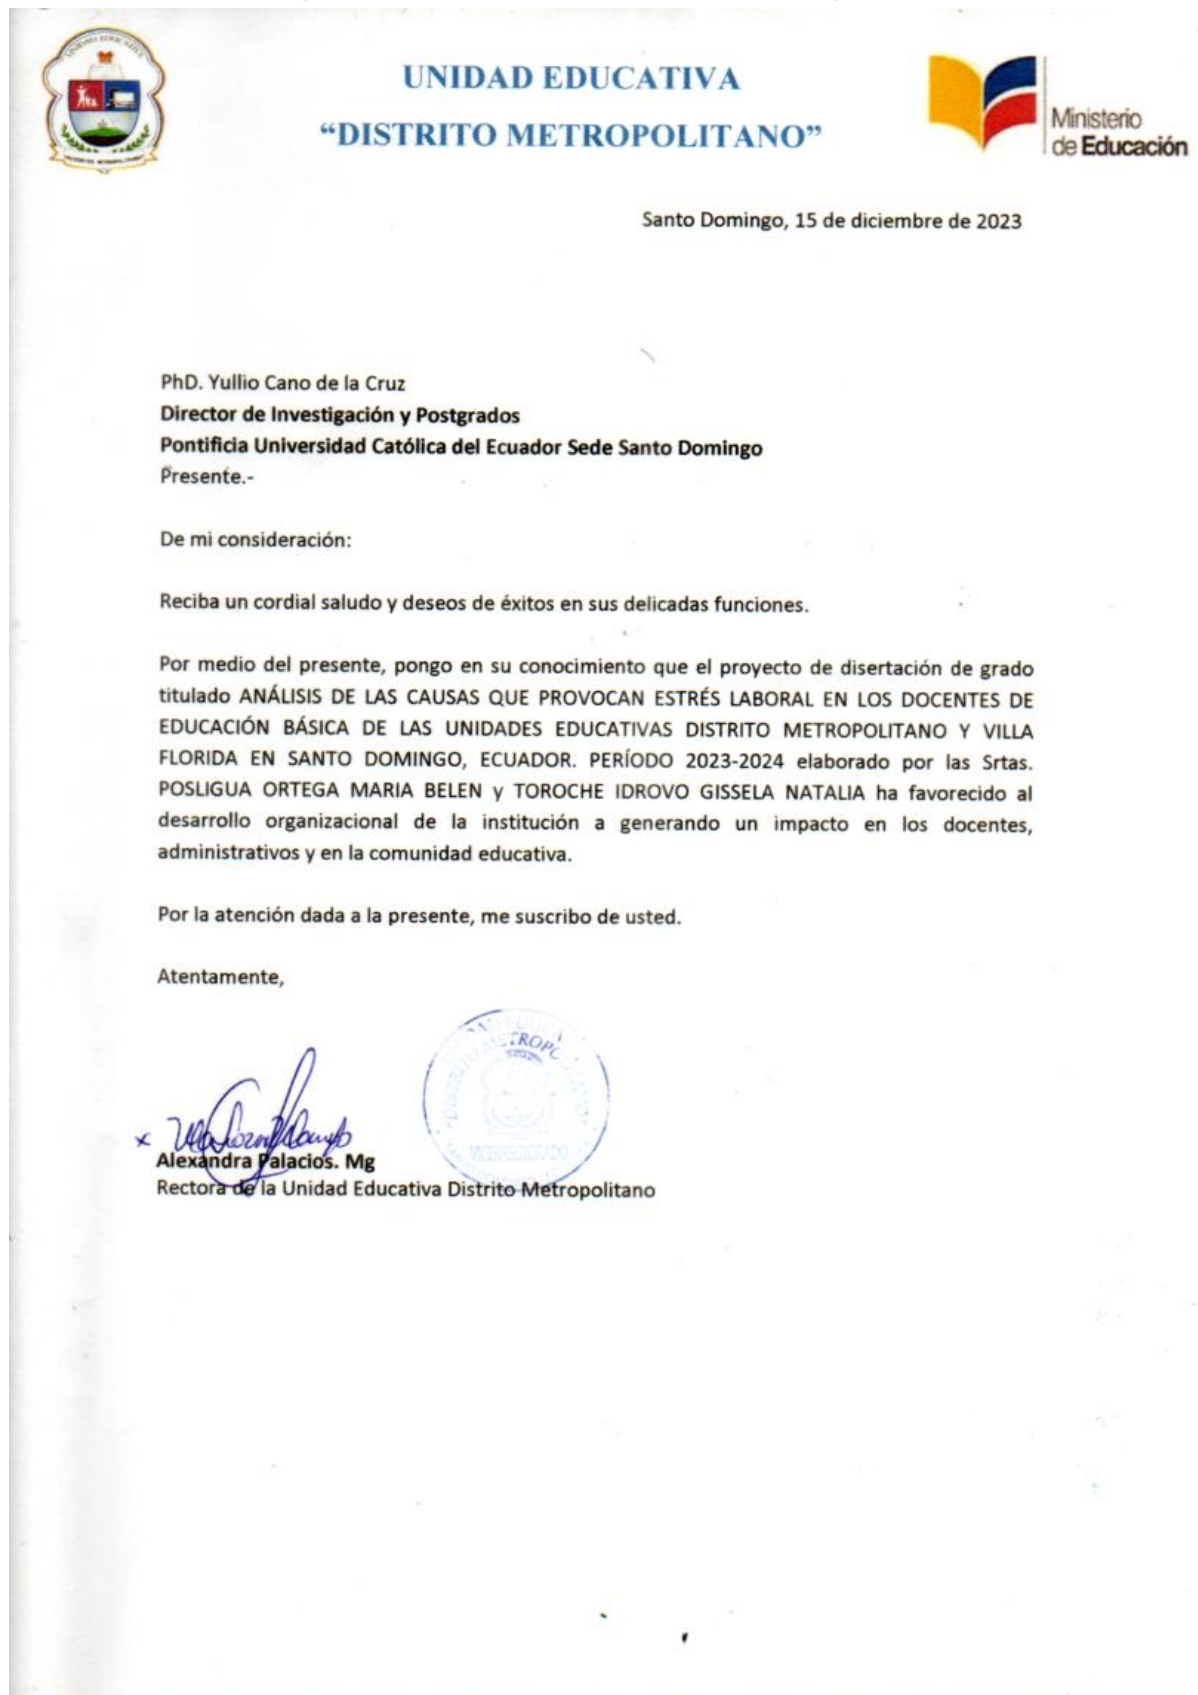 UNIDAD EDUCATIVA
UNIDAD EDUCATIVA
“DISTRITO METROPOLITANO”
Ministerio
de Educación
Santo Domingo, 15 de diciembre de 2023
PhD. Yullio Cano de la Cruz
Director de Investigación y Postgrados
Pontificia Universidad Católica del Ecuador Sede Santo Domingo
Presente.-
De mi consideración:
Reciba un cordial saludo y deseos de éxitos en sus delicadas funciones.
Por medio del presente, pongo en su conocimiento que el proyecto de disertación de grado
titulado ANÁLISIS DE LAS CAUSAS QUE PROVOCAN ESTRÉS LABORAL EN LOS DOCENTES DE
EDUCACIÓN BÁSICA DE LAS UNIDADES EDUCATIVAS DISTRITO METROPOLITANO Y VILLA
FLORIDA EN SANTO DOMINGO, ECUADOR. PERÍODO 2023-2024 elaborado por las Srtas.
POSLIGUA ORTEGA MARIA BELEN y TOROCHE IDROVO GISSELA NATALIA ha favorecido al
desarrollo organizacional de la institución a generando un impacto en los docentes,
administrativos y en la comunidad educativa.
Por la atención dada a la presente, me suscribo de usted.
Atentamente,
DISTRITO METROPOLITANO
VICERRECTORADO
x
Alexandra Palacios. Mg
Rectora de la Unidad Educativa Distrito Metropolitano